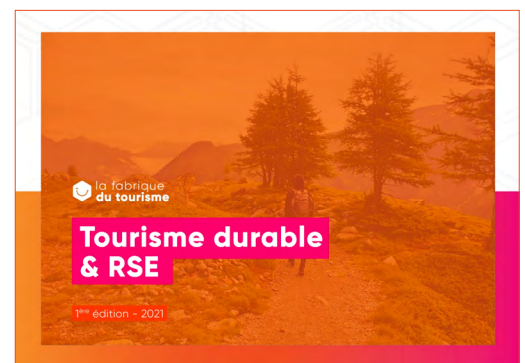 la fabrique
du tourisme
Tourisme durable
& RSE
1ère édition - 2021